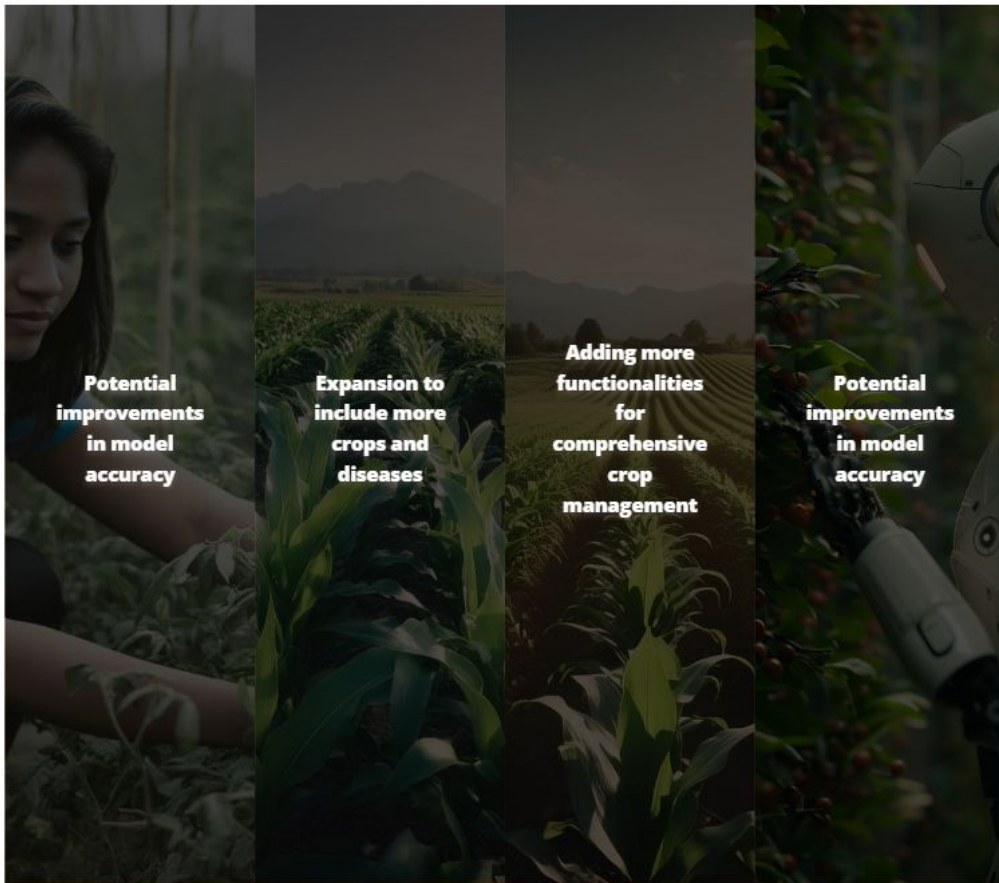 Potential
improvements
in model
accuracy
Expansion to
include more
crops and
diseases
Adding more
functionalities
for
comprehensive
crop
management
Potential
improvements
in model
accuracy